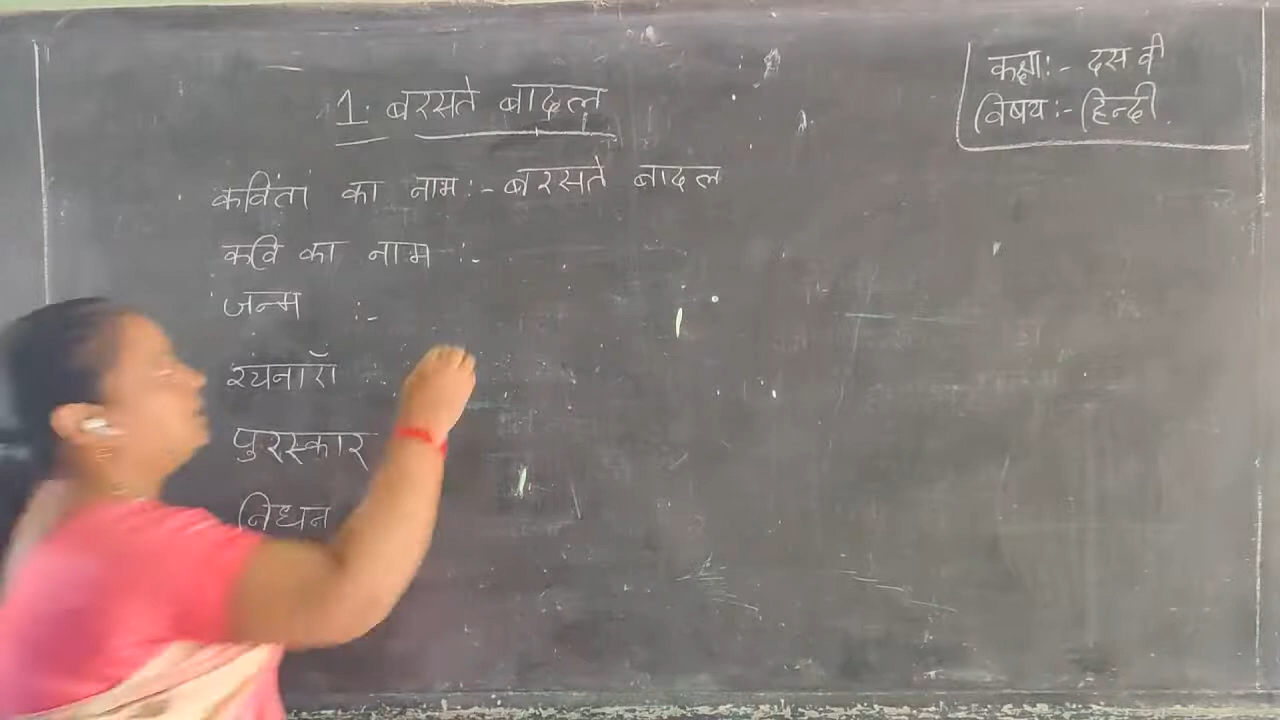 कक्षा:- दस वी
विषय:- हिन्दी.
1. बरसते बादल
कविता का नाम:- बरसते बादल
कवि का नाम :-
जन्म :-
रचनाएँ
पुरस्कार
निधन